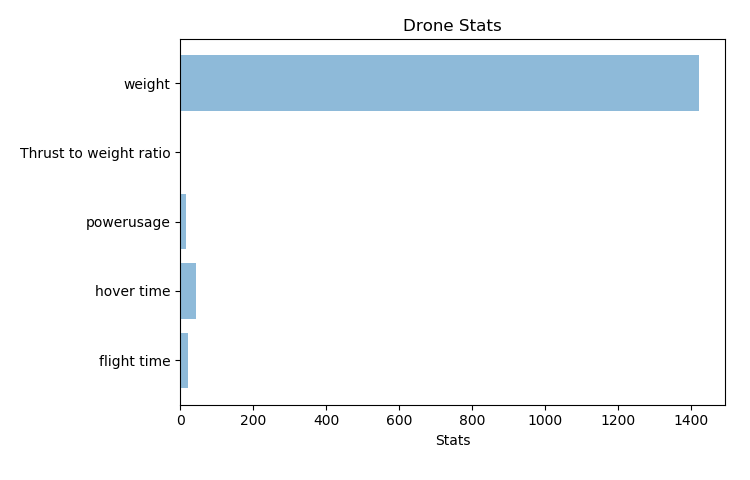 Drone Stats
weight
Thrust to weight ratio
powerusage
hover time
flight time
0 200 400 600 800 1000 1200 1400
Stats